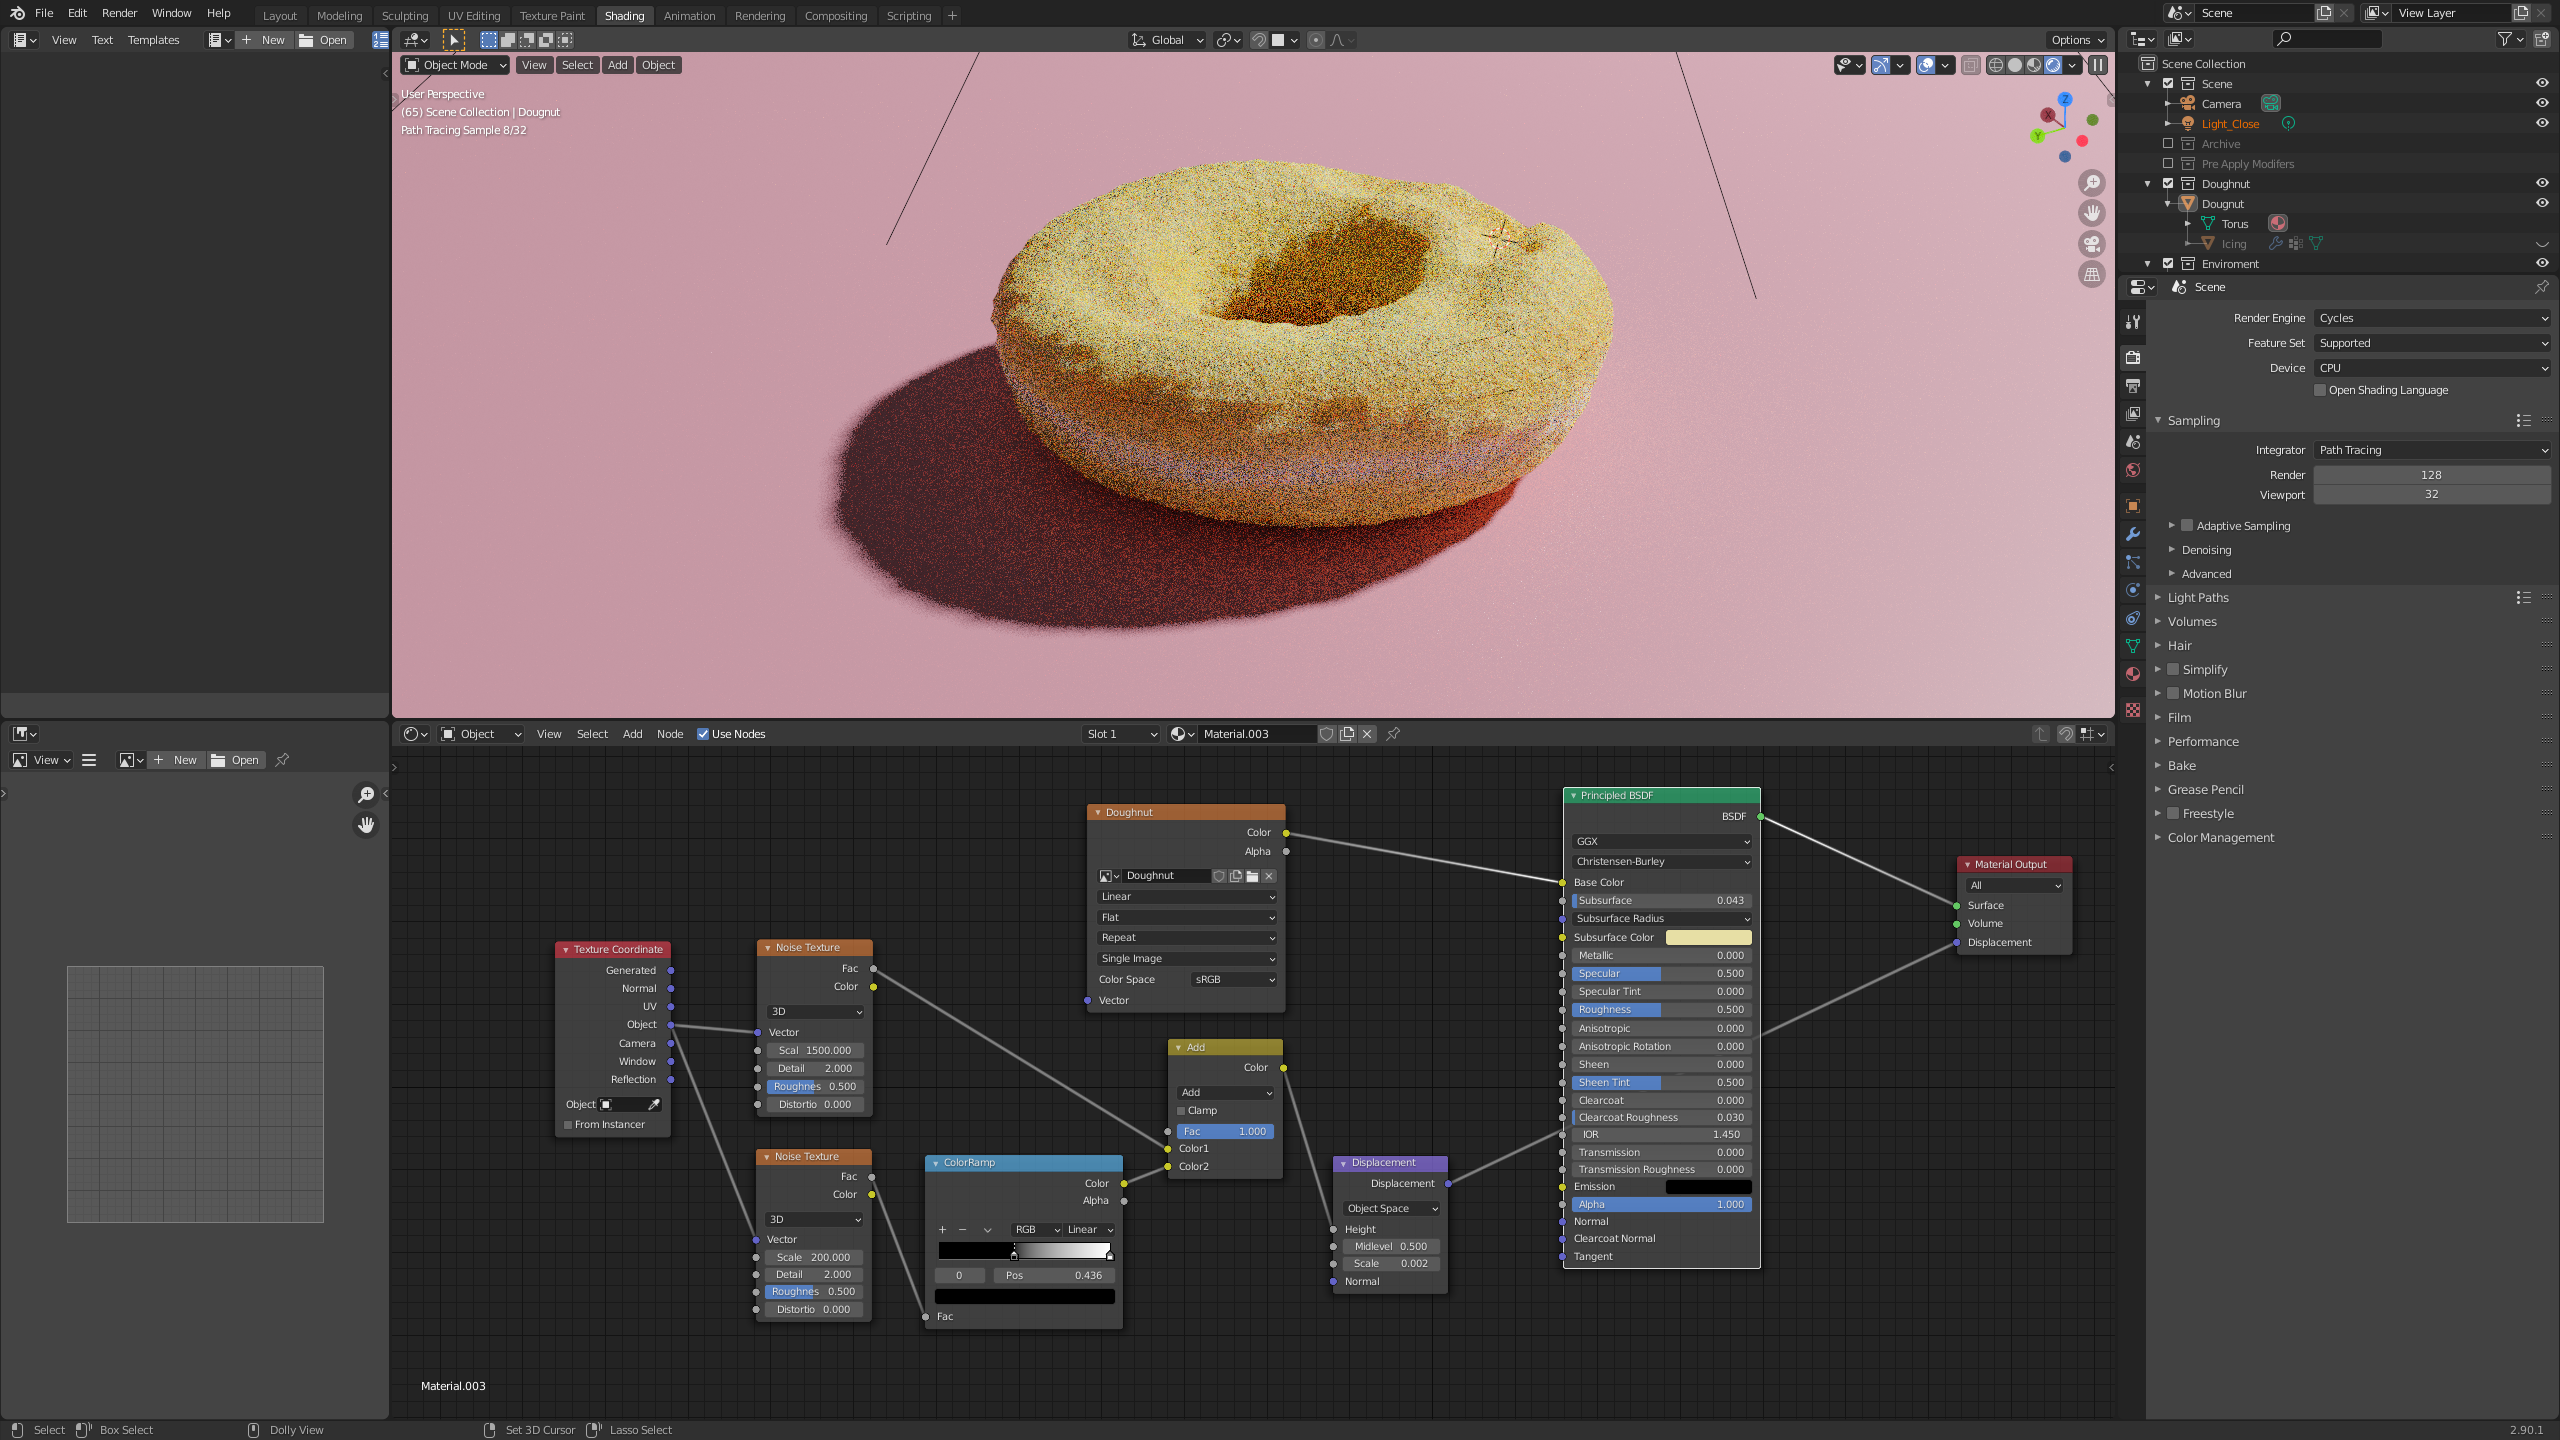 File Edit Render Window Help Layout Modeling Sculpting UV Editing Texture Paint Shading Animation Rendering Compositing Scripting + Scene View Layer
View Text Templates + New Open Global Options
Object Mode View Select Add Object
User Perspective
(65) Scene Collection | Dougnut
Path Tracing Sample 8/32
Z
X
Y
Scene Collection
Scene
Camera
Light_Close
Archive
Pre Apply Modifers
Doughnut
Dougnut
Torus
Icing
Enviroment
Scene
Render Engine Cycles
Feature Set Supported
Device CPU
Open Shading Language
Sampling
Integrator Path Tracing
Render 128
Viewport 32
Adaptive Sampling
Denoising
Advanced
Light Paths
Volumes
Hair
Simplify
Motion Blur
Film
Performance
Bake
Grease Pencil
Freestyle
Color Management
View + New Open
Object View Select Add Node Use Nodes Slot 1 Material.003
Texture Coordinate
Generated
Normal
UV
Object
Camera
Window
Reflection
Object
From Instancer
Noise Texture
Fac
Color
3D
Vector
Scal 1500.000
Detail 2.000
Roughnes 0.500
Distortio 0.000
Noise Texture
Fac
Color
3D
Vector
Scale 200.000
Detail 2.000
Roughnes 0.500
Distortio 0.000
ColorRamp
Color
Alpha
+ − RGB Linear
0 Pos 0.436
Fac
Doughnut
Color
Alpha
Doughnut
Linear
Flat
Repeat
Single Image
Color Space sRGB
Vector
Add
Color
Add
Clamp
Fac 1.000
Color1
Color2
Displacement
Displacement
Object Space
Height
Midlevel 0.500
Scale 0.002
Normal
Principled BSDF
BSDF
GGX
Christensen-Burley
Base Color
Subsurface 0.043
Subsurface Radius
Subsurface Color
Metallic 0.000
Specular 0.500
Specular Tint 0.000
Roughness 0.500
Anisotropic 0.000
Anisotropic Rotation 0.000
Sheen 0.000
Sheen Tint 0.500
Clearcoat 0.000
Clearcoat Roughness 0.030
IOR 1.450
Transmission 0.000
Transmission Roughness 0.000
Emission
Alpha 1.000
Normal
Clearcoat Normal
Tangent
Material Output
All
Surface
Volume
Displacement
Material.003
Select Box Select Dolly View Set 3D Cursor Lasso Select 2.90.1